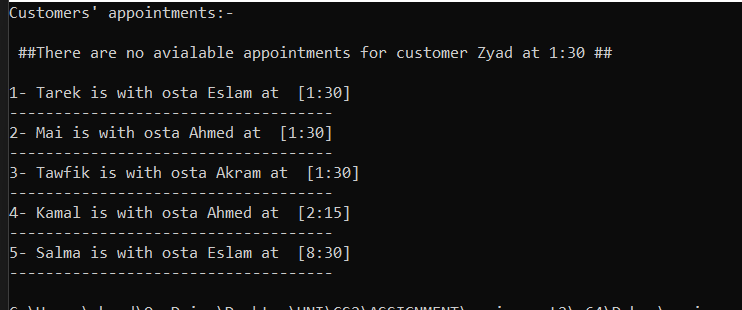 Customers' appointments:-
##There are no avialable appointments for customer Zyad at 1:30 ##
1- Tarek is with osta Eslam at  [1:30]
------------------------------------
2- Mai is with osta Ahmed at  [1:30]
------------------------------------
3- Tawfik is with osta Akram at  [1:30]
------------------------------------
4- Kamal is with osta Ahmed at  [2:15]
------------------------------------
5- Salma is with osta Eslam at  [8:30]
------------------------------------